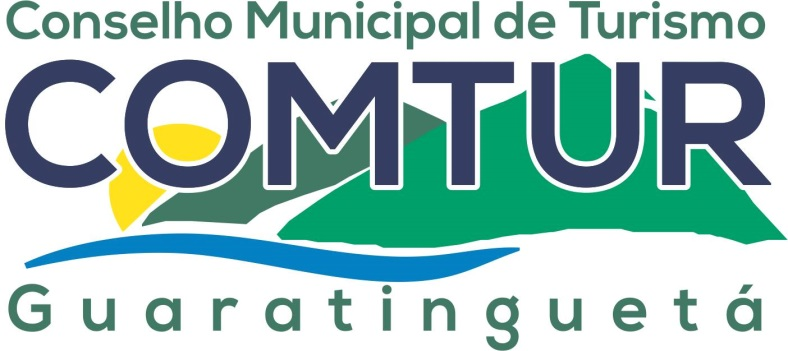 Conselho Municipal de Turismo
COMTUR
Guaratinguetá